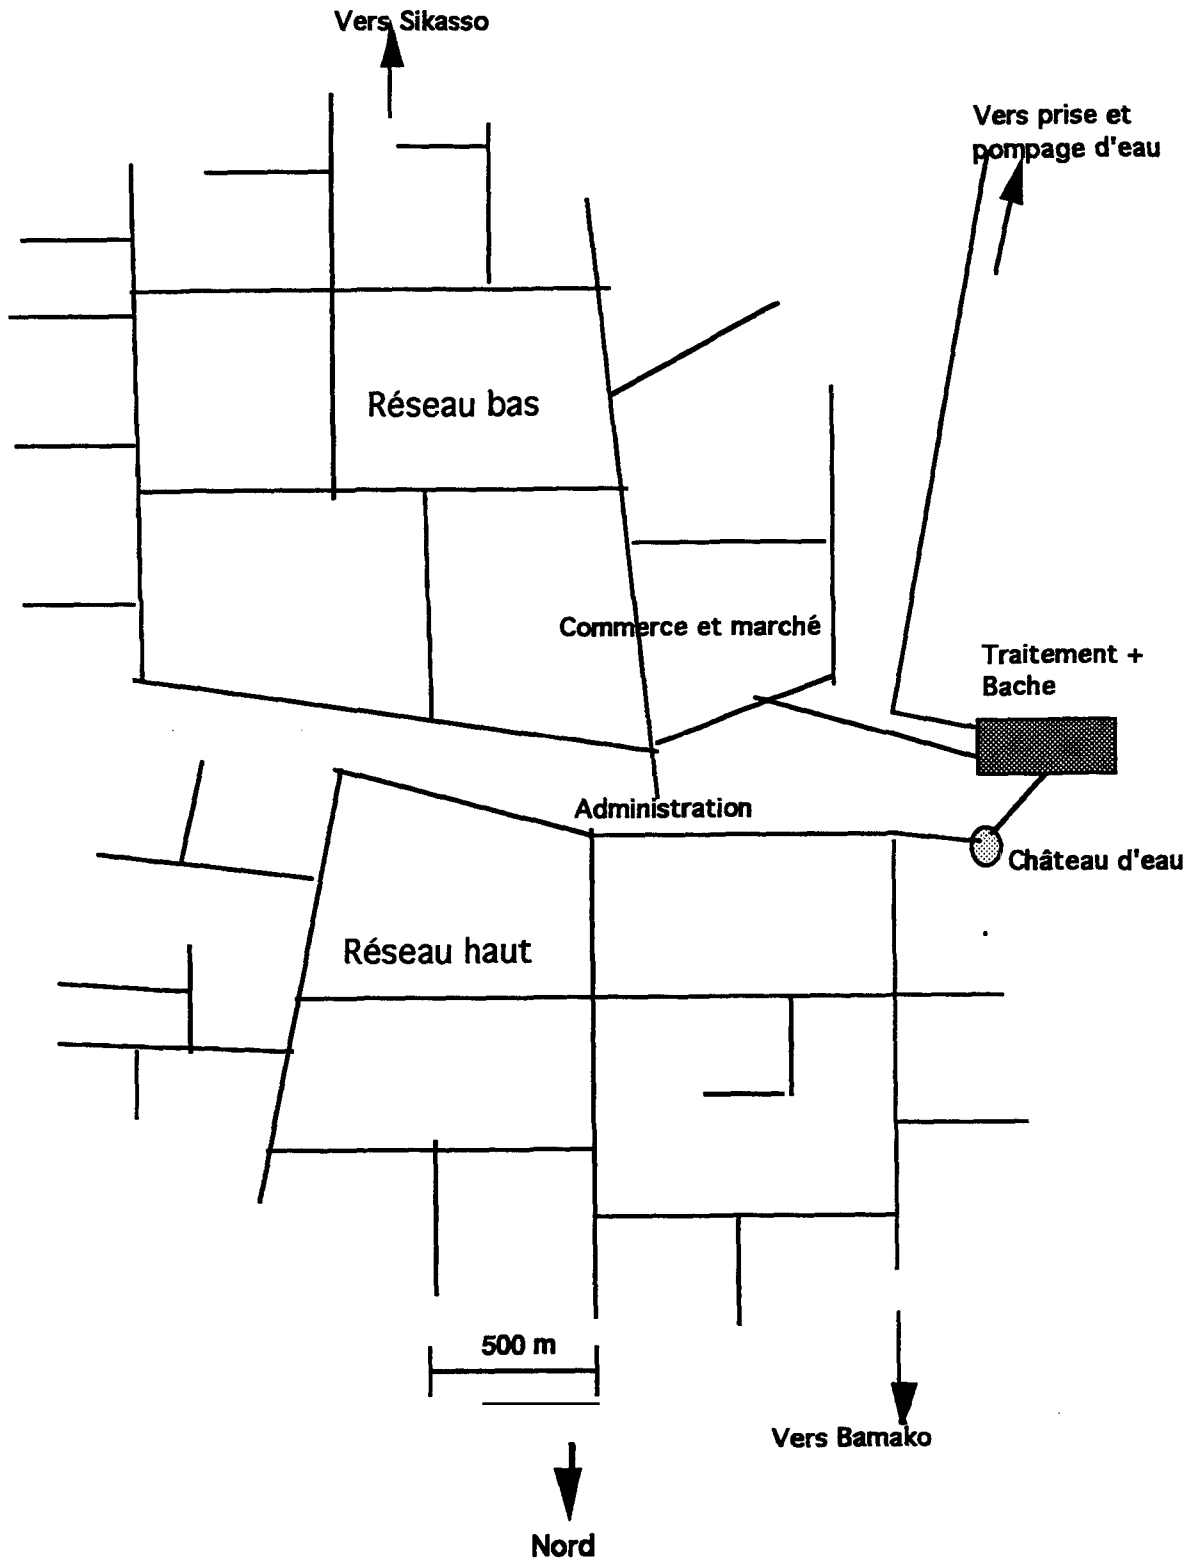 Vers Sikasso
Vers prise et
pompage d'eau
Réseau bas
Commerce et marché
Traitement +
Bache
Administration
Château d'eau
Réseau haut
500 m
Vers Bamako
Nord